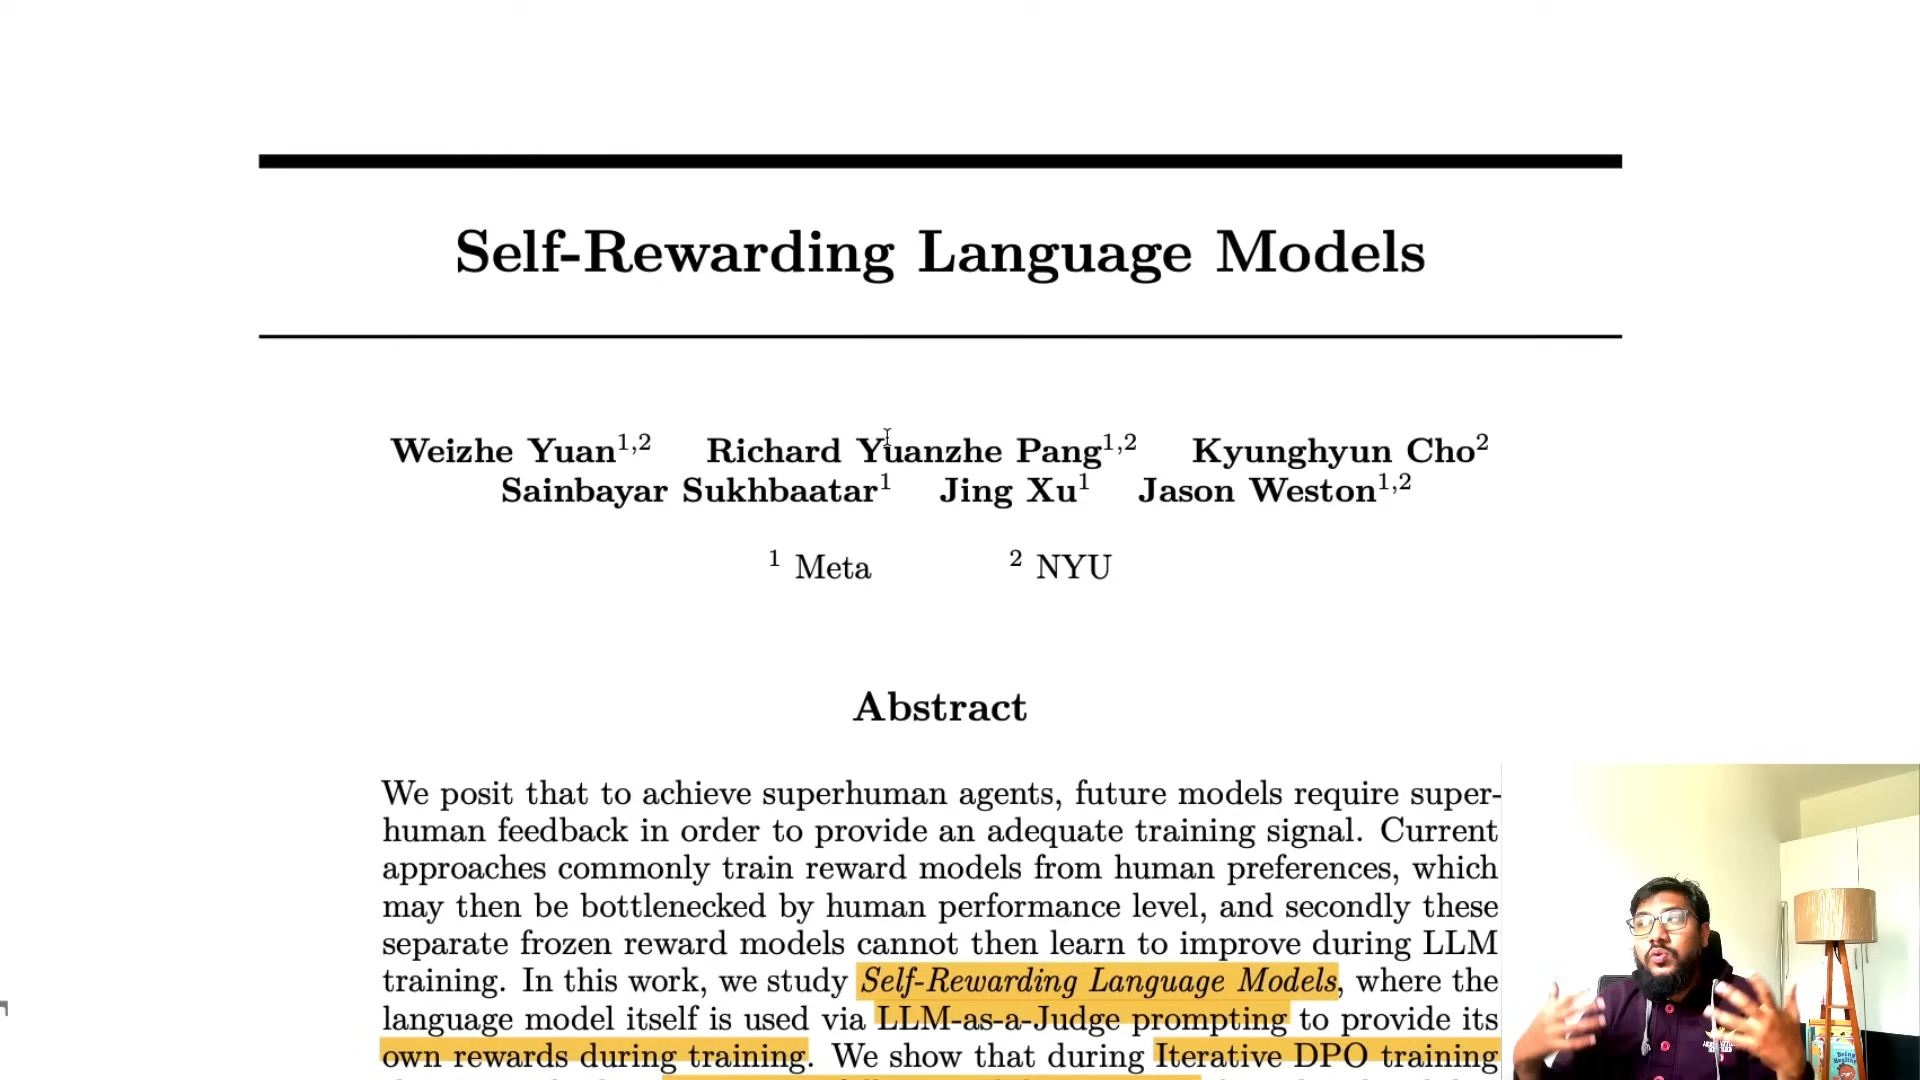 Self-Rewarding Language Models
Weizhe Yuan1,2 Richard Yuanzhe Pang1,2 Kyunghyun Cho2
Sainbayar Sukhbaatar1 Jing Xu1 Jason Weston1,2
1 Meta 2 NYU
Abstract
We posit that to achieve superhuman agents, future models require super-
human feedback in order to provide an adequate training signal. Current
approaches commonly train reward models from human preferences, which
may then be bottlenecked by human performance level, and secondly these
separate frozen reward models cannot then learn to improve during LLM
training. In this work, we study Self-Rewarding Language Models, where the
language model itself is used via LLM-as-a-Judge prompting to provide its
own rewards during training. We show that during Iterative DPO training